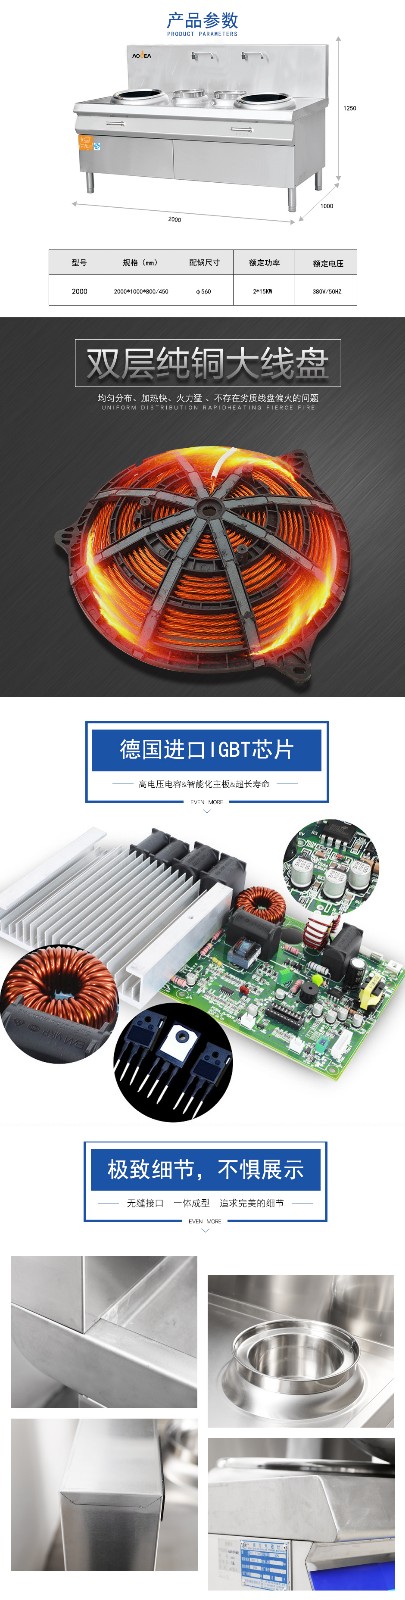 产品参数
PRODUCT PARAMETERS
AOXEA
1250
1000
2000
型号 规格(mm) 配锅尺寸 额定功率 额定电压
2000 2000*1000*800/450 φ560 2*15KW 380V/50HZ
双层纯铜大线盘
均匀分布、加热快、火力猛、不存在劣质线盘偏火的问题
UNIFORM DISTRIBUTION RAPIDHEATING FIERCE FIRE
德国进口IGBT芯片
高电压电容&智能化主板&超长寿命
EVEN MORE
极致细节，不惧展示
无缝接口 一体成型 追求完美的细节
EVEN MORE